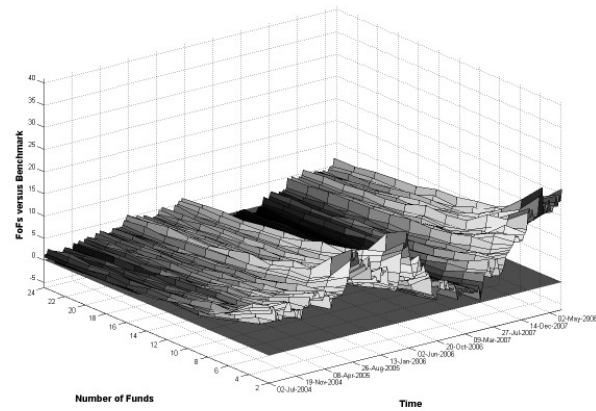 40
35
30
25
20
15
10
5
0
-5
FoFs versus Benchmark
24
22
20
18
16
14
12
10
8
6
4
2
Number of Funds
02-Jul-2004
19-Nov-2004
08-Apr-2005
26-Aug-2005
13-Jan-2006
02-Jun-2006
20-Oct-2006
09-Mar-2007
27-Jul-2007
14-Dec-2007
02-May-2008
Time